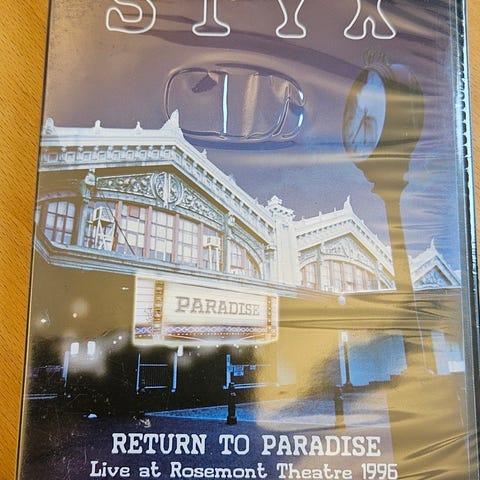 STYX
PARADISE
RETURN TO PARADISE
Live at Rosemont Theatre 1996